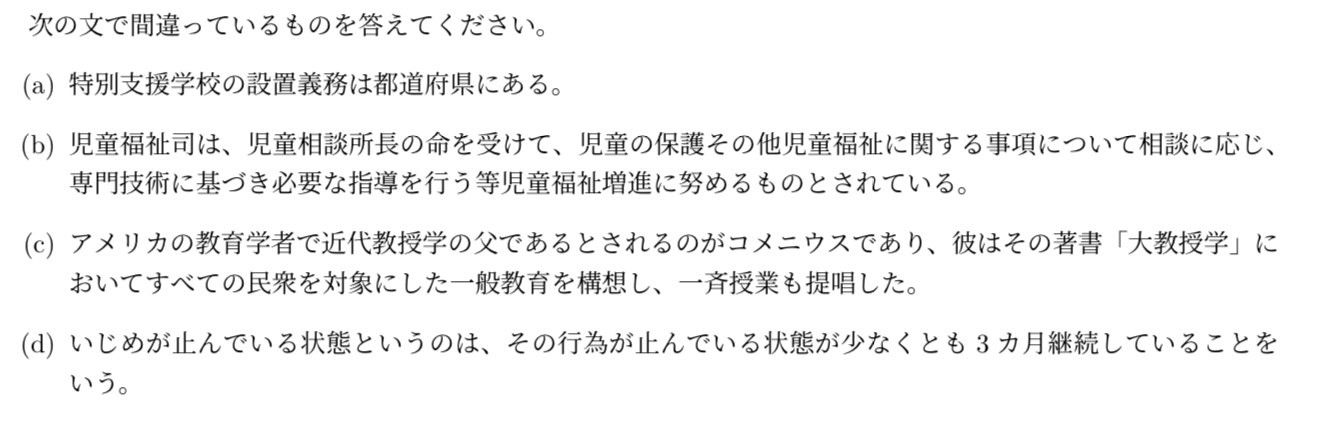 次の文で間違っているものを答えてください。
(a) 特別支援学校の設置義務は都道府県にある。
(b) 児童福祉司は、児童相談所長の命を受けて、児童の保護その他児童福祉に関する事項について相談に応じ、
専門技術に基づき必要な指導を行う等児童福祉増進に努めるものとされている。
(c) アメリカの教育学者で近代教授学の父であるとされるのがコメニウスであり、彼はその著書「大教授学」に
おいてすべての民衆を対象にした一般教育を構想し、一斉授業も提唱した。
(d) いじめが止んでいる状態というのは、その行為が止んでいる状態が少なくとも 3 カ月継続していることを
いう。